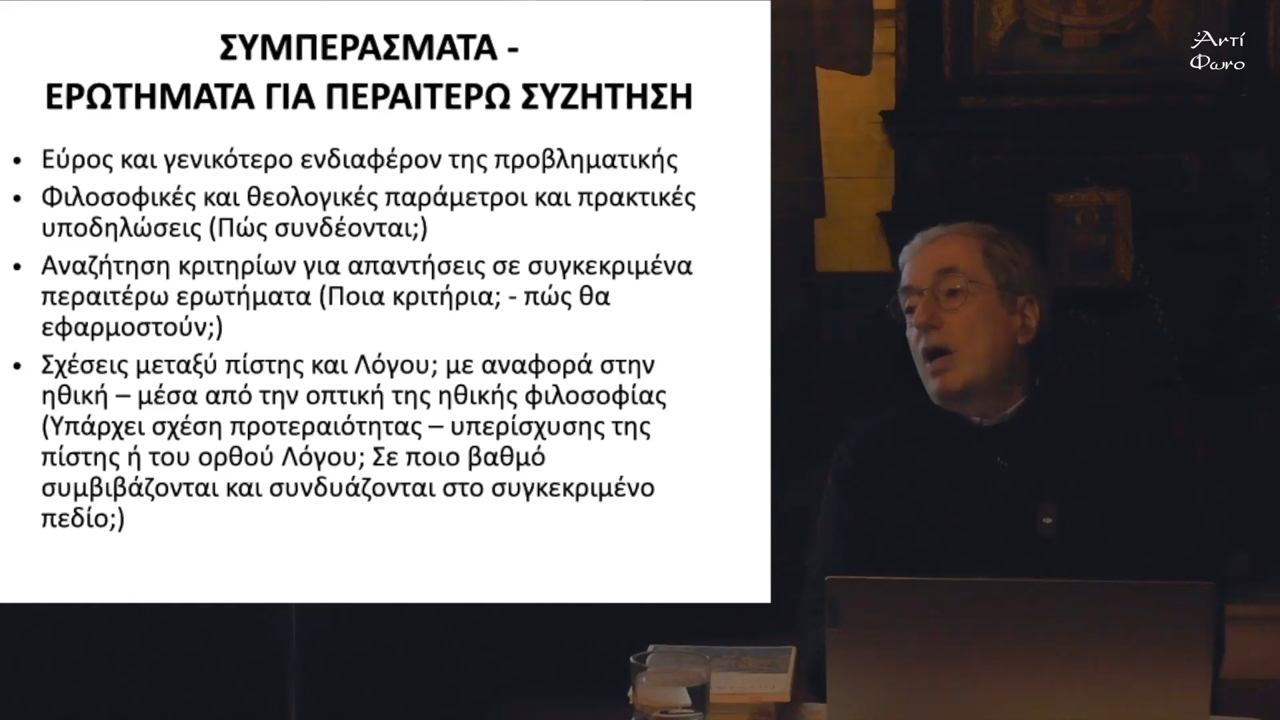 ΣΥΜΠΕΡΑΣΜΑΤΑ -
ΕΡΩΤΗΜΑΤΑ ΓΙΑ ΠΕΡΑΙΤΕΡΩ ΣΥΖΗΤΗΣΗ
• Εύρος και γενικότερο ενδιαφέρον της προβληματικής
• Φιλοσοφικές και θεολογικές παράμετροι και πρακτικές
υποδηλώσεις (Πώς συνδέονται;)
• Αναζήτηση κριτηρίων για απαντήσεις σε συγκεκριμένα
περαιτέρω ερωτήματα (Ποια κριτήρια; - πώς θα
εφαρμοστούν;)
• Σχέσεις μεταξύ πίστης και Λόγου; με αναφορά στην
ηθική – μέσα από την οπτική της ηθικής φιλοσοφίας
(Υπάρχει σχέση προτεραιότητας – υπερίσχυσης της
πίστης ή του ορθού Λόγου; Σε ποιο βαθμό
συμβιβάζονται και συνδυάζονται στο συγκεκριμένο
πεδίο;)
Ἀντί
Φωνο